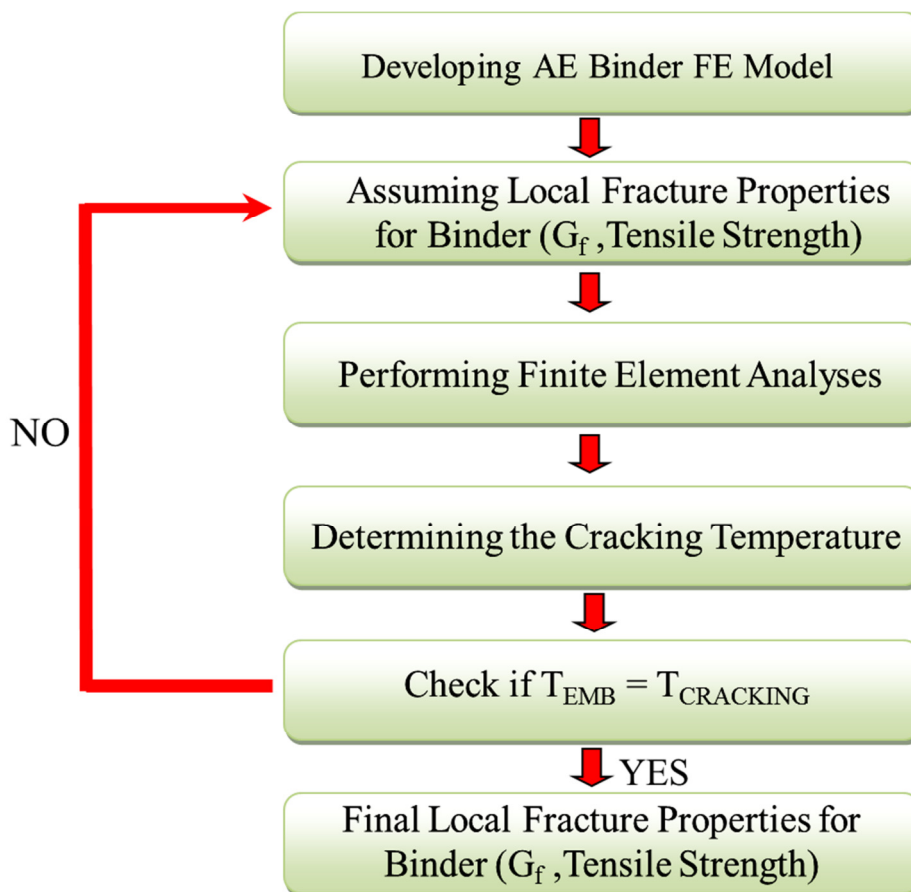 Developing AE Binder FE Model
Assuming Local Fracture Properties
for Binder (Gf ,Tensile Strength)
Performing Finite Element Analyses
NO
Determining the Cracking Temperature
Check if TEMB = TCRACKING
YES
Final Local Fracture Properties for
Binder (Gf ,Tensile Strength)